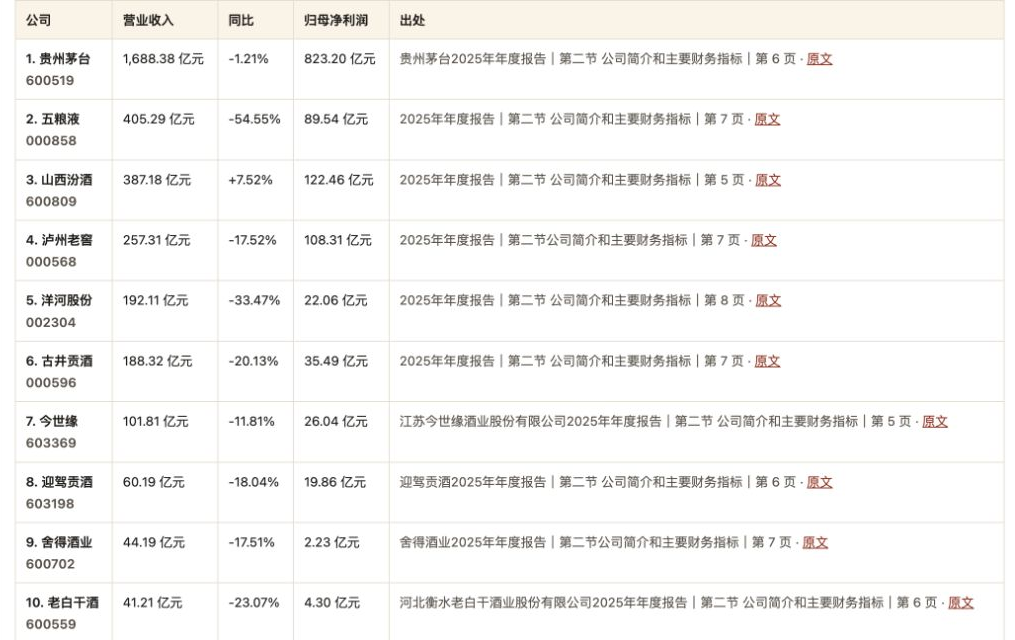 公司 营业收入 同比 归母净利润 出处
1. 贵州茅台 1,688.38 亿元 -1.21% 823.20 亿元 贵州茅台2025年年度报告｜第二节 公司简介和主要财务指标｜第 6 页 · 原文
600519
2. 五粮液 405.29 亿元 -54.55% 89.54 亿元 2025年年度报告｜第二节 公司简介和主要财务指标｜第 7 页 · 原文
000858
3. 山西汾酒 387.18 亿元 +7.52% 122.46 亿元 2025年年度报告｜第二节 公司简介和主要财务指标｜第 5 页 · 原文
600809
4. 泸州老窖 257.31 亿元 -17.52% 108.31 亿元 2025年年度报告｜第二节公司简介和主要财务指标｜第 7 页 · 原文
000568
5. 洋河股份 192.11 亿元 -33.47% 22.06 亿元 2025年年度报告｜第二节 公司简介和主要财务指标｜第 8 页 · 原文
002304
6. 古井贡酒 188.32 亿元 -20.13% 35.49 亿元 2025年年度报告｜第二节 公司简介和主要财务指标｜第 7 页 · 原文
000596
7. 今世缘 101.81 亿元 -11.81% 26.04 亿元 江苏今世缘酒业股份有限公司2025年年度报告｜第二节 公司简介和主要财务指标｜第 5 页 · 原文
603369
8. 迎驾贡酒 60.19 亿元 -18.04% 19.86 亿元 迎驾贡酒2025年年度报告｜第二节 公司简介和主要财务指标｜第 6 页 · 原文
603198
9. 舍得酒业 44.19 亿元 -17.51% 2.23 亿元 舍得酒业2025年年度报告｜第二节公司简介和主要财务指标｜第 7 页 · 原文
600702
10. 老白干酒 41.21 亿元 -23.07% 4.30 亿元 河北衡水老白干酒业股份有限公司2025年年度报告｜第二节 公司简介和主要财务指标｜第 6 页 · 原文
600559